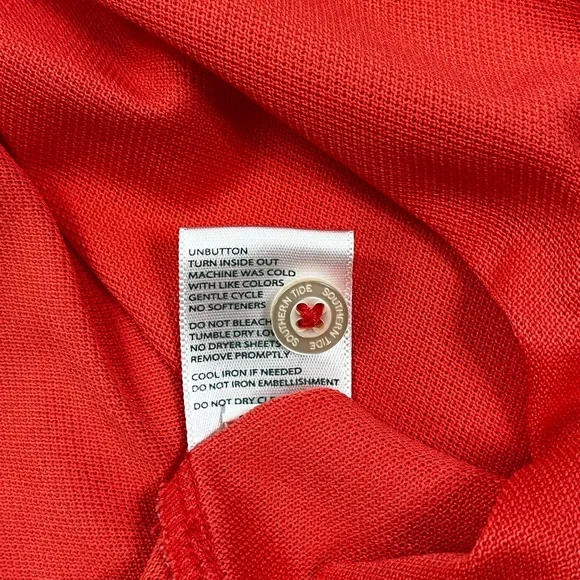 UNBUTTON
TURN INSIDE OUT
MACHINE WAS COLD
WITH LIKE COLORS
GENTLE CYCLE
NO SOFTENERS
DO NOT BLEACH
TUMBLE DRY LOW
NO DRYER SHEETS
REMOVE PROMPTLY
COOL IRON IF NEEDED
DO NOT IRON EMBELLISHMENT
DO NOT DRY
SOUTHERN TIDE SOUTHERN TIDE